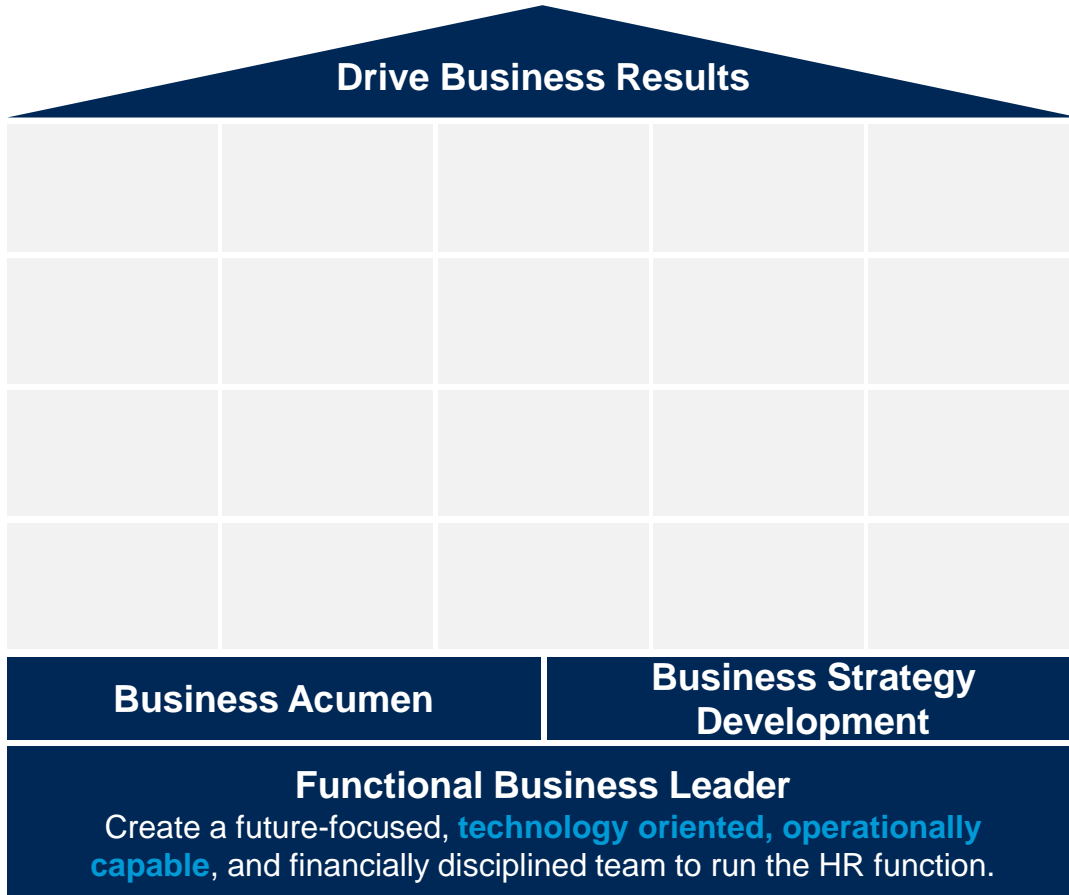 Drive Business Results
Business Acumen
Business Strategy
Development
Functional Business Leader
Create a future-focused, technology oriented, operationally
capable, and financially disciplined team to run the HR function.